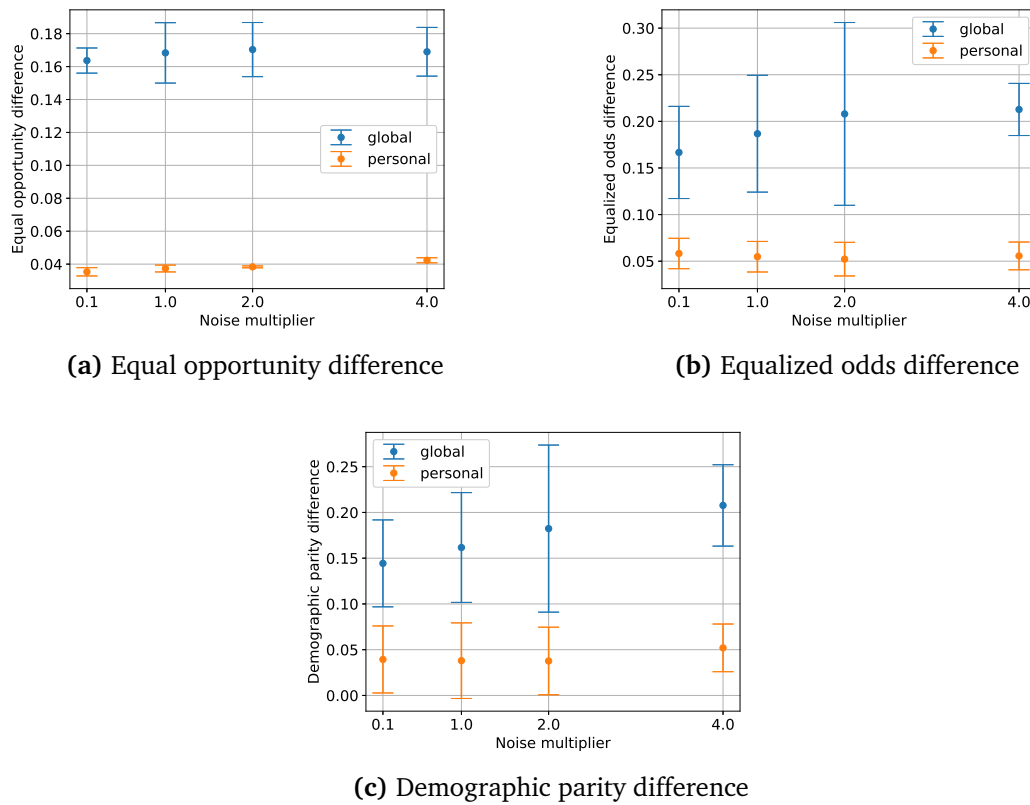 0.18
0.16
0.14
0.12
0.10
0.08
0.06
0.04
Equal opportunity difference
global
personal
0.1
1.0
2.0
4.0
Noise multiplier
(a) Equal opportunity difference
0.30
0.25
0.20
0.15
0.10
0.05
Equalized odds difference
global
personal
0.1
1.0
2.0
4.0
Noise multiplier
(b) Equalized odds difference
0.25
0.20
0.15
0.10
0.05
0.00
Demographic parity difference
global
personal
0.1
1.0
2.0
4.0
Noise multiplier
(c) Demographic parity difference